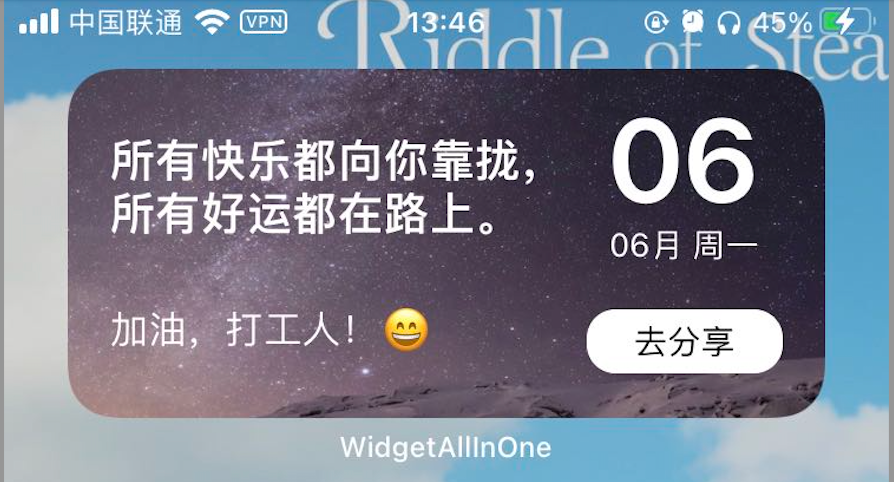 中国联通 VPN 13:46 45%
Riddle of Stea
所有快乐都向你靠拢，
所有好运都在路上。
加油，打工人！😄
06
06月 周一
去分享
WidgetAllInOne